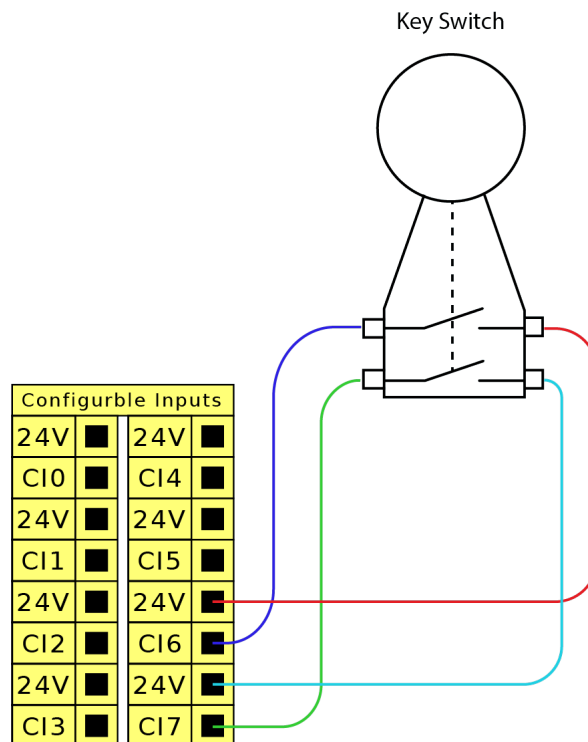 Key Switch
Configurble Inputs
24V 24V
CI0 CI4
24V 24V
CI1 CI5
24V 24V
CI2 CI6
24V 24V
CI3 CI7